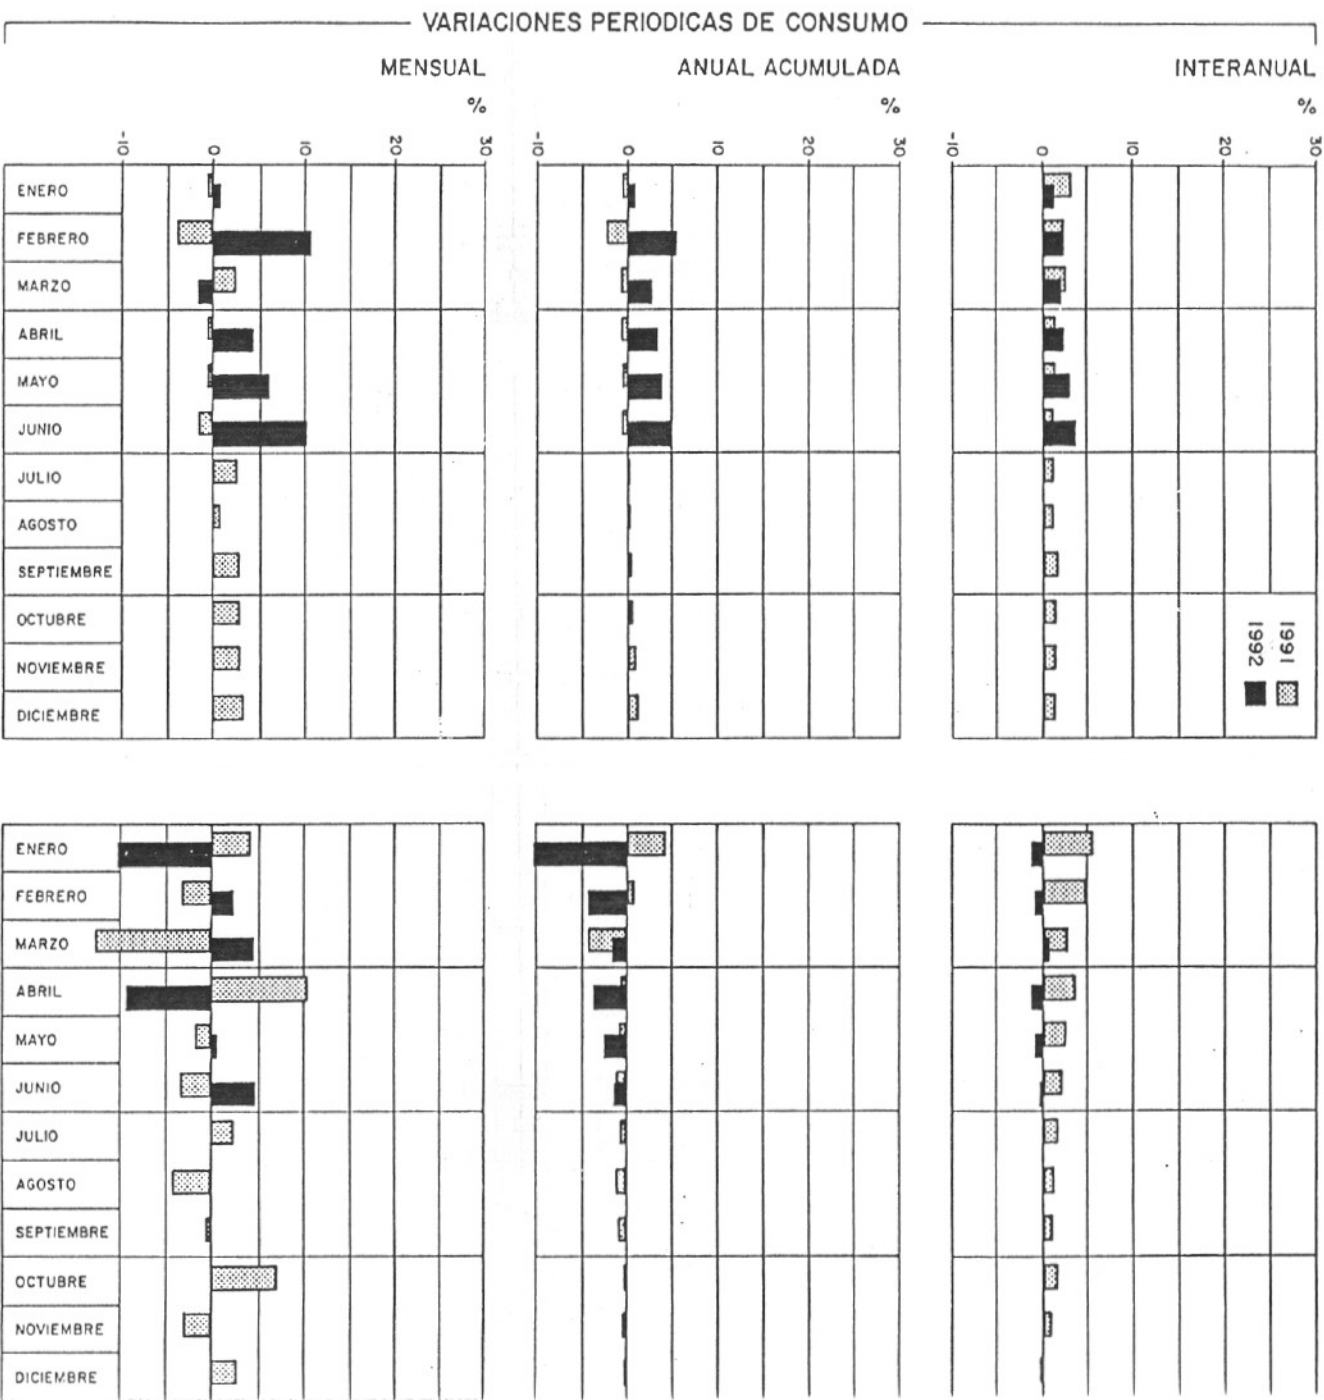 VARIACIONES PERIODICAS DE CONSUMO
MENSUAL ANUAL ACUMULADA INTERANUAL
% % %
-10 0 10 20 30 -10 0 10 20 30 -10 0 10 20 30
ENERO
FEBRERO
MARZO
ABRIL
MAYO
JUNIO
JULIO
AGOSTO
SEPTIEMBRE
OCTUBRE
NOVIEMBRE
DICIEMBRE
1991
1992
ENERO
FEBRERO
MARZO
ABRIL
MAYO
JUNIO
JULIO
AGOSTO
SEPTIEMBRE
OCTUBRE
NOVIEMBRE
DICIEMBRE